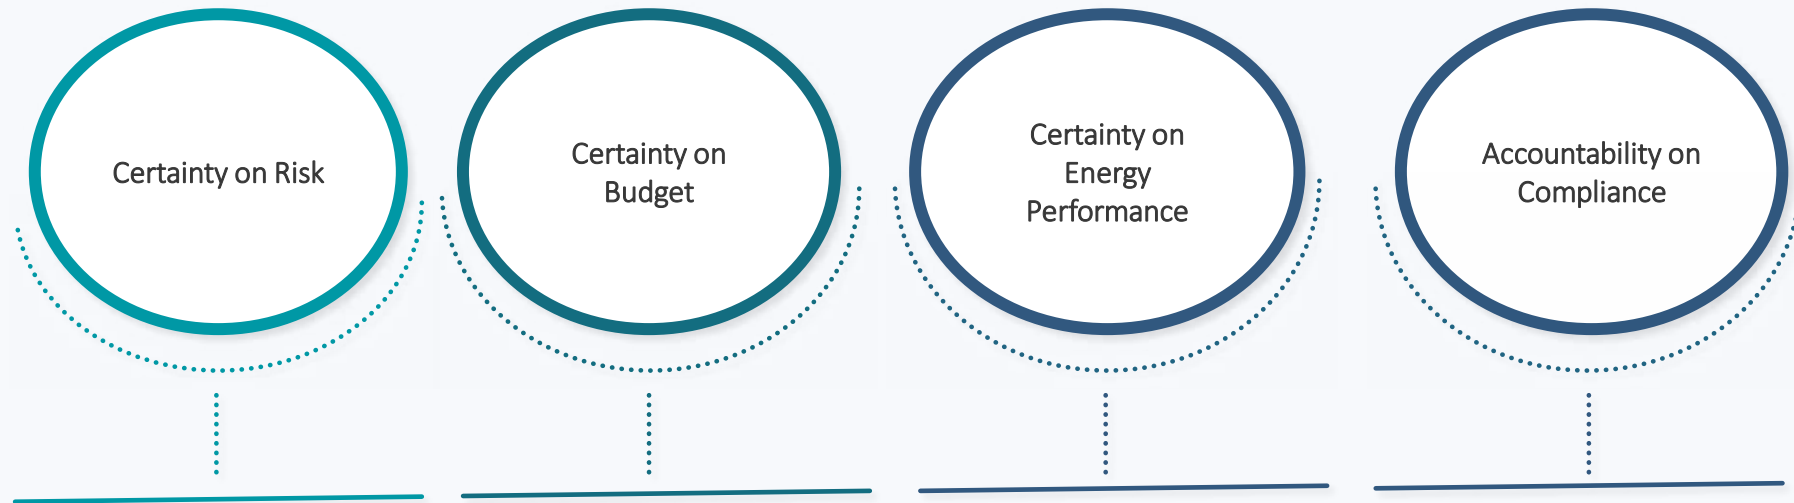 Certainty on Risk
Certainty on
Budget
Certainty on
Energy
Performance
Accountability on
Compliance